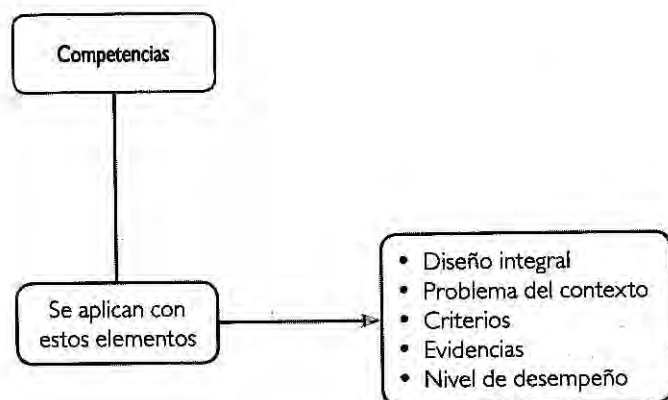 Competencias
Se aplican con
estos elementos
• Diseño integral
• Problema del contexto
• Criterios
• Evidencias
• Nivel de desempeño